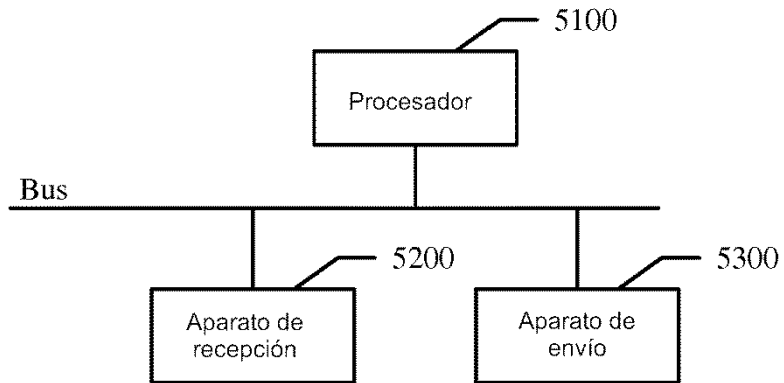 5100
Procesador
Bus
5200
5300
Aparato de
recepción
Aparato de
envío